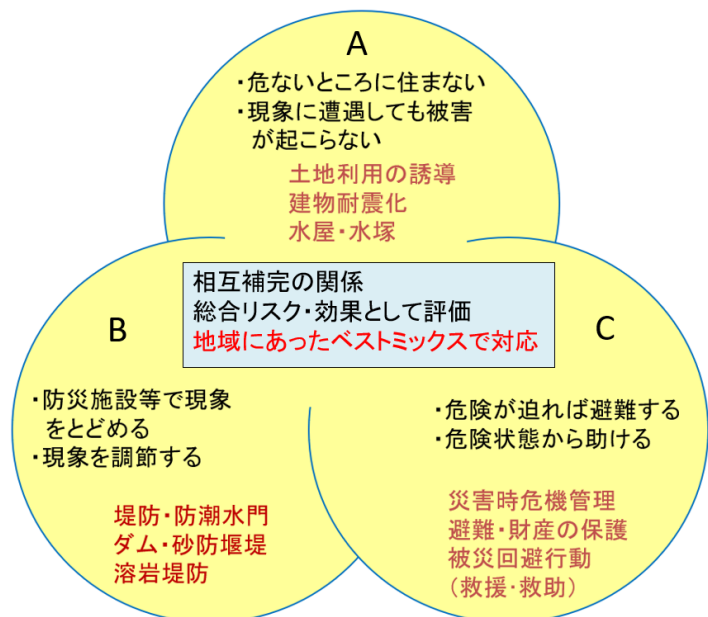 A
・危ないところに住まない
・現象に遭遇しても被害
が起こらない
土地利用の誘導
建物耐震化
水屋・水塚
相互補完の関係
総合リスク・効果として評価
地域にあったベストミックスで対応
B
・防災施設等で現象
をとどめる
・現象を調節する
堤防・防潮水門
ダム・砂防堰堤
溶岩堤防
C
・危険が迫れば避難する
・危険状態から助ける
災害時危機管理
避難・財産の保護
被災回避行動
(救援・救助)